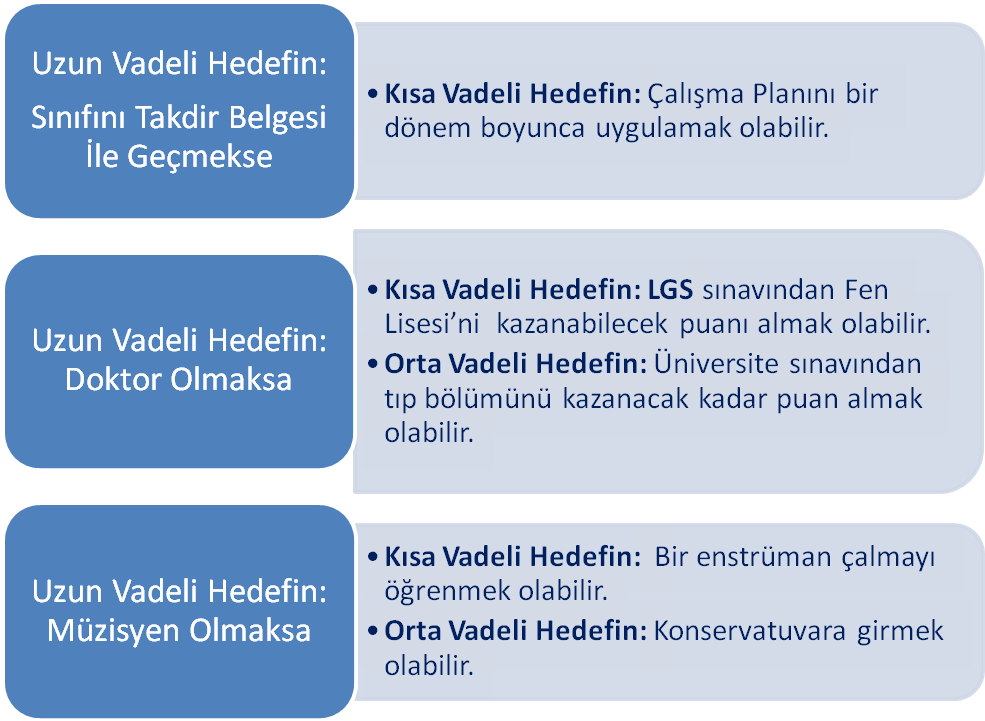 Uzun Vadeli Hedefin:
Sınıfını Takdir Belgesi
İle Geçmekse
• Kısa Vadeli Hedefin: Çalışma Planını bir
dönem boyunca uygulamak olabilir.
Uzun Vadeli Hedefin:
Doktor Olmaksa
• Kısa Vadeli Hedefin: LGS sınavından Fen
Lisesi’ni kazanabilecek puanı almak olabilir.
• Orta Vadeli Hedefin: Üniversite sınavından
tıp bölümünü kazanacak kadar puan almak
olabilir.
Uzun Vadeli Hedefin:
Müzisyen Olmaksa
• Kısa Vadeli Hedefin: Bir enstrüman çalmayı
öğrenmek olabilir.
• Orta Vadeli Hedefin: Konservatuvara girmek
olabilir.